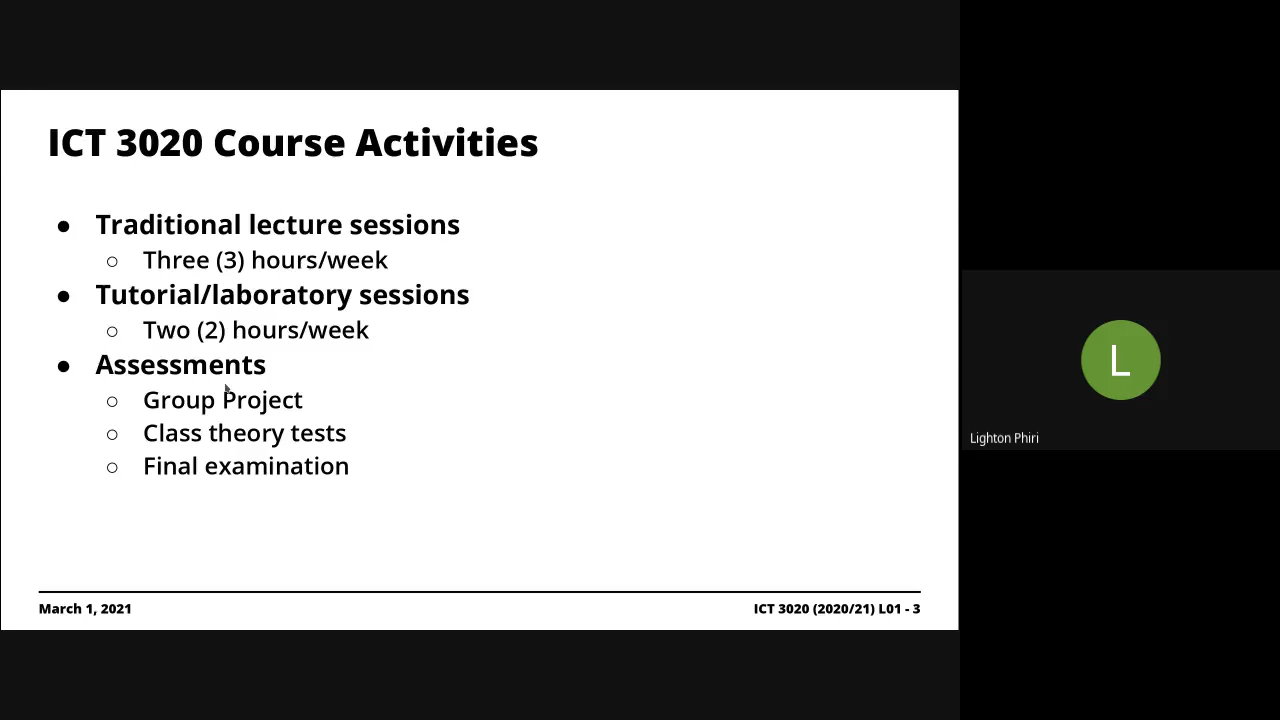 ICT 3020 Course Activities
● Traditional lecture sessions
○ Three (3) hours/week
● Tutorial/laboratory sessions
○ Two (2) hours/week
● Assessments
○ Group Project
○ Class theory tests
○ Final examination
March 1, 2021
ICT 3020 (2020/21) L01 - 3
L
Lighton Phiri